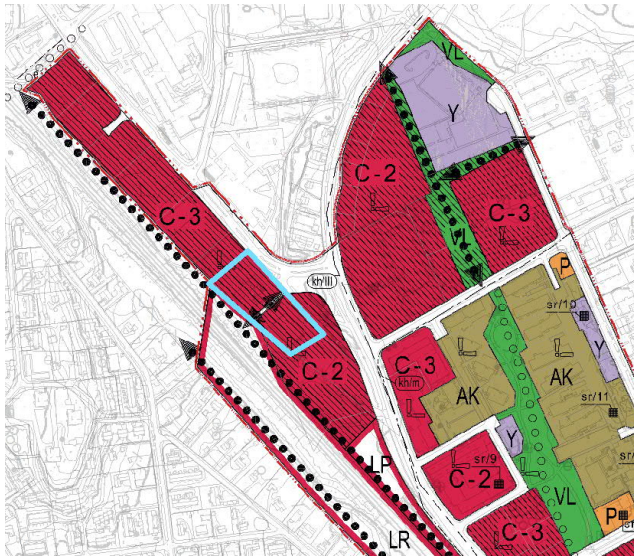 VL
Y
C-2
C-3
C-3
VL
kh/III
P
sr/10
Y
C-3
kh/m
AK
AK
C-2
sr/11
LP
Y
sr/9
C-2
VL
P
LR
C-3